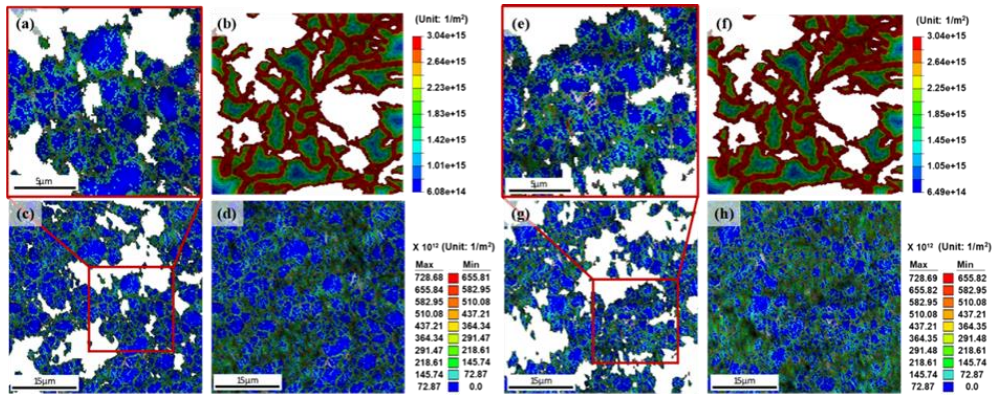 (a)
(b)
(Unit: 1/m²)
3.04e+15
2.64e+15
2.23e+15
1.83e+15
1.42e+15
1.01e+15
6.08e+14
5μm
(c)
(d)
X 10¹² (Unit: 1/m²)
Max Min
728.68 655.81
655.84 582.95
582.95 510.08
510.08 437.21
437.21 364.34
364.34 291.47
291.47 218.61
218.61 145.74
145.74 72.87
72.87 0.0
15μm
15μm
(e)
(f)
(Unit: 1/m²)
3.04e+15
2.64e+15
2.25e+15
1.85e+15
1.45e+15
1.05e+15
6.49e+14
5μm
(g)
(h)
X 10¹² (Unit: 1/m²)
Max Min
728.69 655.82
655.82 582.95
582.95 510.08
510.08 437.21
437.21 364.35
364.35 291.48
291.48 218.61
218.61 145.74
145.74 72.87
72.87 0.0
15μm
15μm